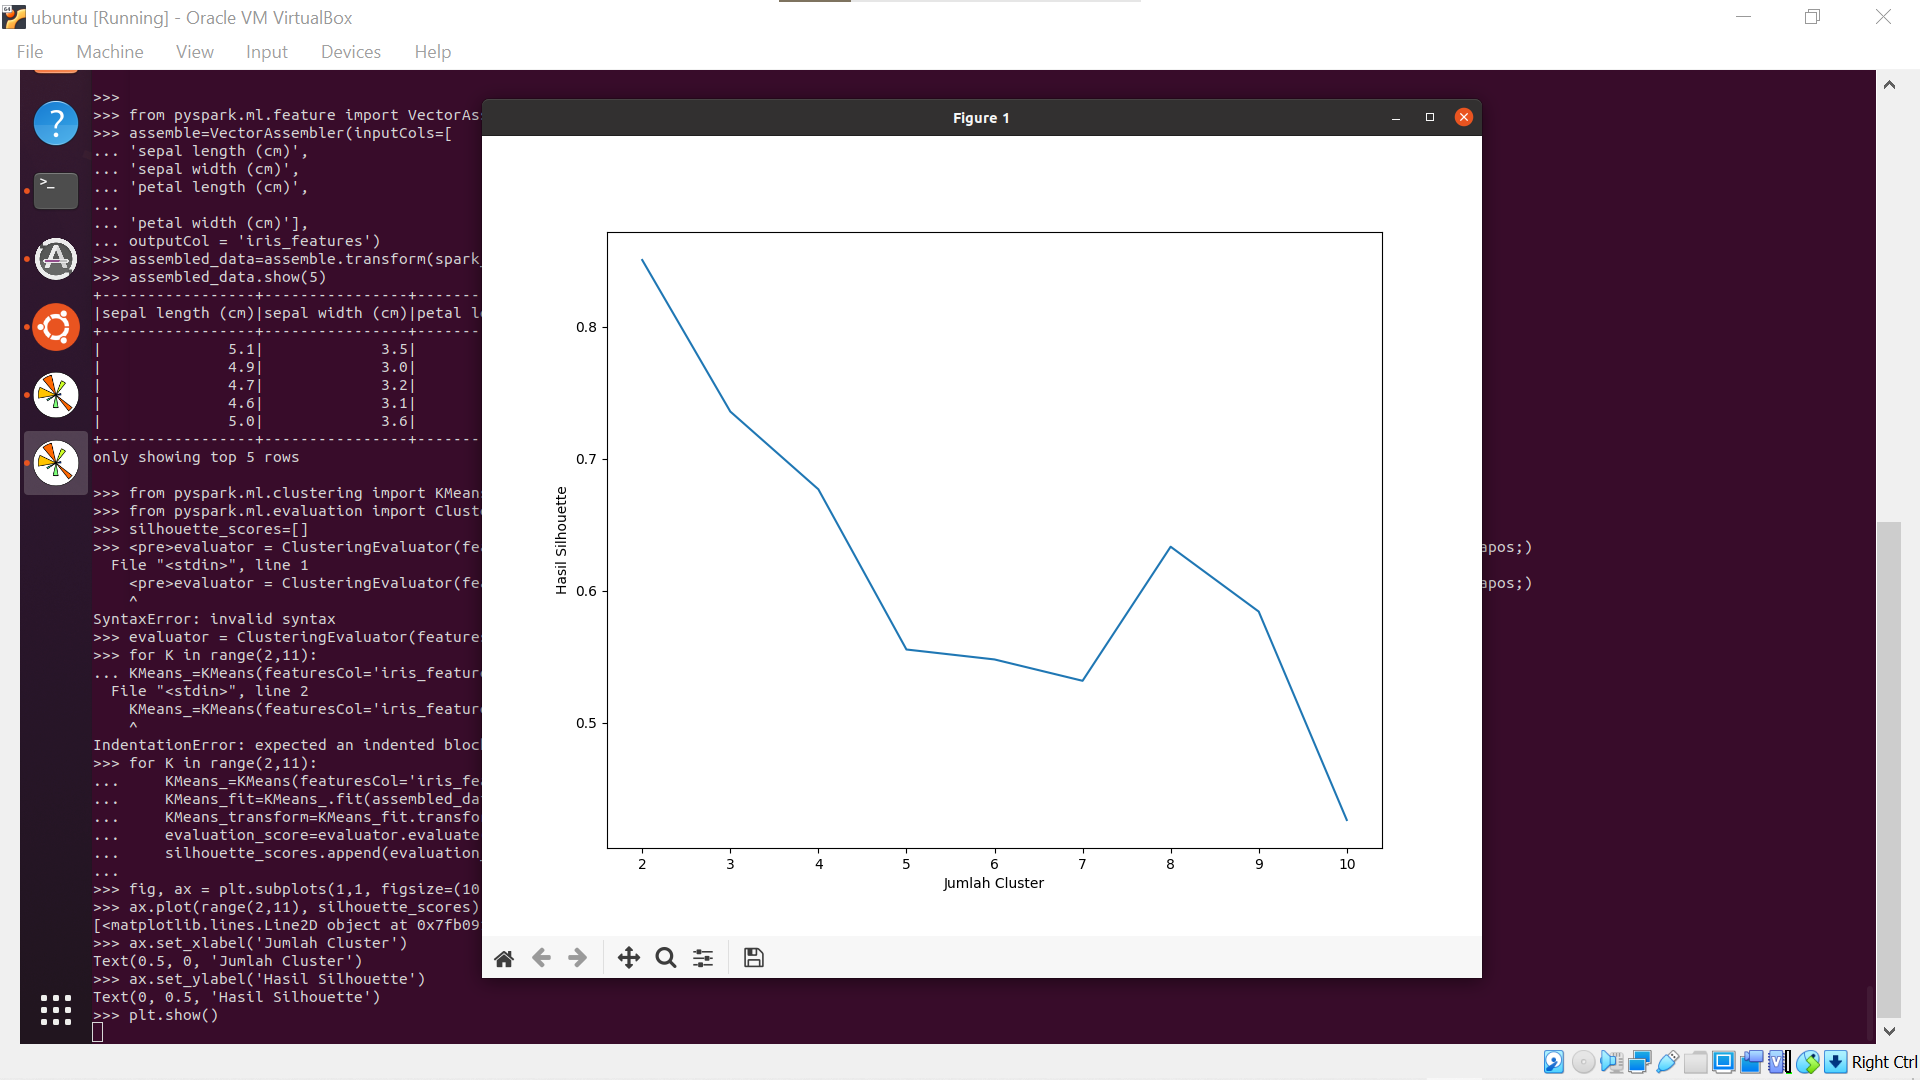 ubuntu [Running] - Oracle VM VirtualBox
File Machine View Input Devices Help
>>>
>>> from pyspark.ml.feature import VectorAs
>>> assemble=VectorAssembler(inputCols=[
... 'sepal length (cm)',
... 'sepal width (cm)',
... 'petal length (cm)',
...
... 'petal width (cm)'],
... outputCol = 'iris_features')
>>> assembled_data=assemble.transform(spark_
>>> assembled_data.show(5)
+-----------------+----------------+-------
|sepal length (cm)|sepal width (cm)|petal l
+-----------------+----------------+-------
|              5.1|             3.5|
|              4.9|             3.0|
|              4.7|             3.2|
|              4.6|             3.1|
|              5.0|             3.6|
+-----------------+----------------+-------
only showing top 5 rows
>>> from pyspark.ml.clustering import KMean
>>> from pyspark.ml.evaluation import Clust
>>> silhouette_scores=[]
>>> <pre>evaluator = ClusteringEvaluator(fea apos;)
File "<stdin>", line 1
<pre>evaluator = ClusteringEvaluator(fea apos;)
^
SyntaxError: invalid syntax
>>> evaluator = ClusteringEvaluator(feature
>>> for K in range(2,11):
... KMeans_=KMeans(featuresCol='iris_featur
File "<stdin>", line 2
KMeans_=KMeans(featuresCol='iris_featur
^
IndentationError: expected an indented bloc
>>> for K in range(2,11):
...     KMeans_=KMeans(featuresCol='iris_fea
...     KMeans_fit=KMeans_.fit(assembled_da
...     KMeans_transform=KMeans_fit.transfo
...     evaluation_score=evaluator.evaluate
...     silhouette_scores.append(evaluation_
...
>>> fig, ax = plt.subplots(1,1, figsize=(10
>>> ax.plot(range(2,11), silhouette_scores)
[<matplotlib.lines.Line2D object at 0x7fb09
>>> ax.set_xlabel('Jumlah Cluster')
Text(0.5, 0, 'Jumlah Cluster')
>>> ax.set_ylabel('Hasil Silhouette')
Text(0, 0.5, 'Hasil Silhouette')
>>> plt.show()
Figure 1
0.8
0.7
0.6
0.5
Hasil Silhouette
2 3 4 5 6 7 8 9 10
Jumlah Cluster
Right Ctrl